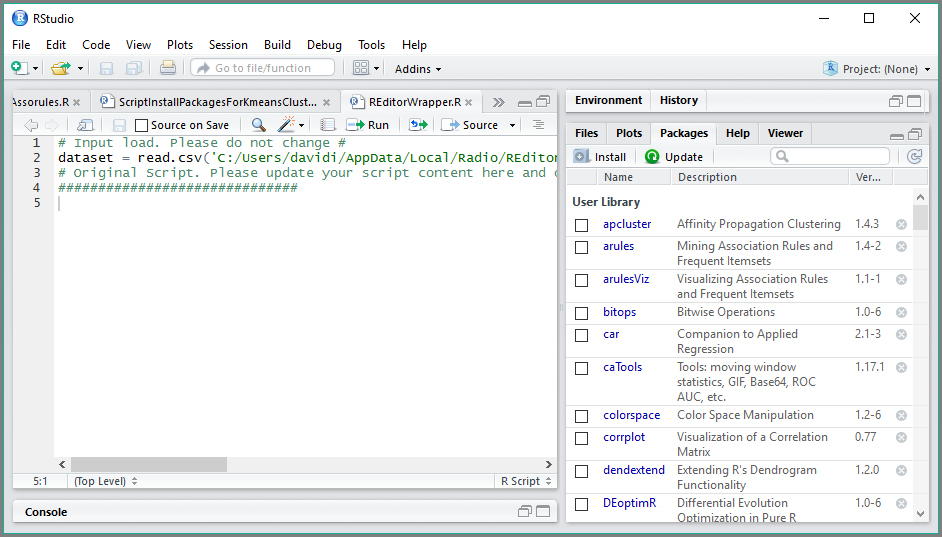 RStudio
File Edit Code View Plots Session Build Debug Tools Help
Go to file/function Addins Project: (None)
Assorules.R ScriptInstallPackagesForKmeansClust... REditorWrapper.R
Source on Save Run Source
1 # Input load. Please do not change #
2 dataset = read.csv('C:/Users/davidi/AppData/Local/Radio/REditor
3 # Original Script. Please update your script content here and
4 ##############################
5
5:1 (Top Level) R Script
Console
Environment History
Files Plots Packages Help Viewer
Install Update
Name Description Ver...
User Library
apcluster Affinity Propagation Clustering 1.4.3
arules Mining Association Rules and 1.4-2
Frequent Itemsets
arulesViz Visualizing Association Rules 1.1-1
and Frequent Itemsets
bitops Bitwise Operations 1.0-6
car Companion to Applied 2.1-3
Regression
caTools Tools: moving window 1.17.1
statistics, GIF, Base64, ROC
AUC, etc.
colorspace Color Space Manipulation 1.2-6
corrplot Visualization of a Correlation 0.77
Matrix
dendextend Extending R's Dendrogram 1.2.0
Functionality
DEoptimR Differential Evolution 1.0-6
Optimization in Pure R